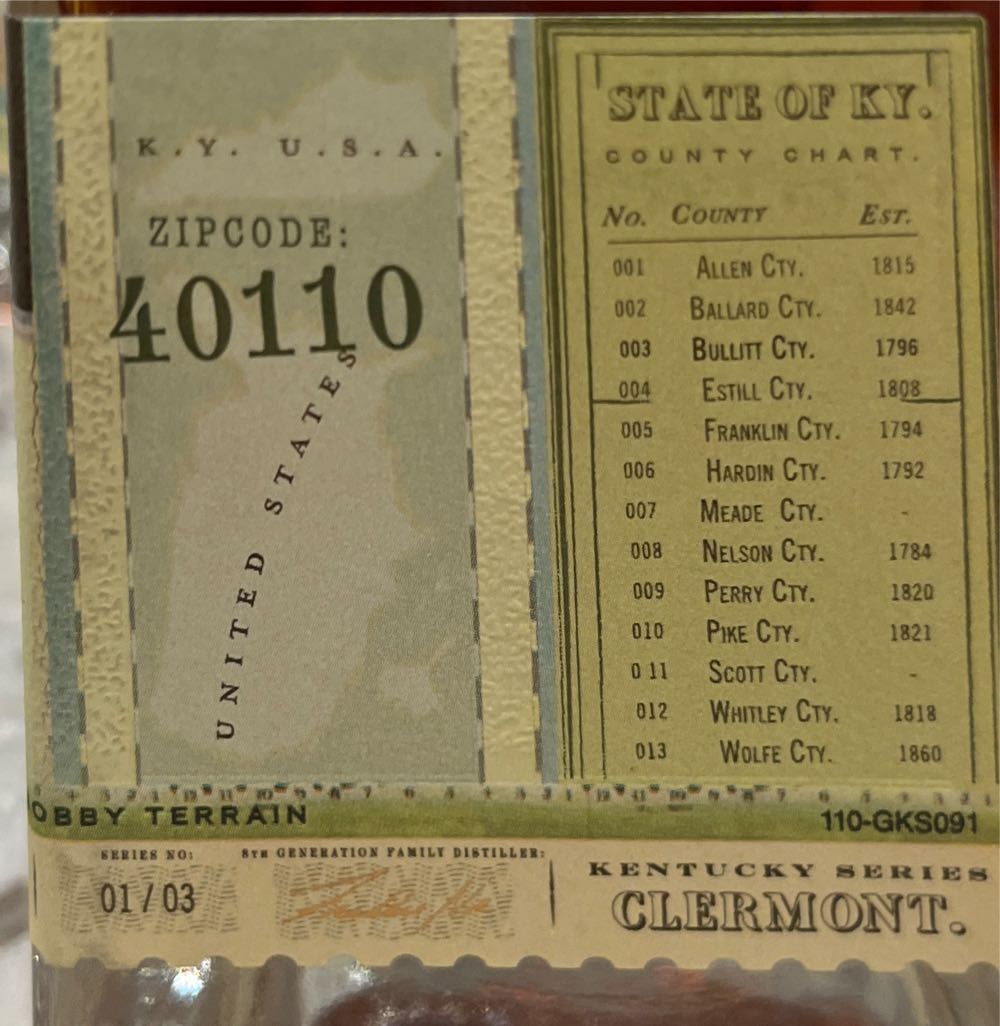 K.Y. U.S.A.
ZIPCODE:
40110
UNITED STATES
STATE OF KY.
COUNTY CHART.
No. COUNTY EST.
001 ALLEN CTY. 1815
002 BALLARD CTY. 1842
003 BULLITT CTY. 1796
004 ESTILL CTY. 1808
005 FRANKLIN CTY. 1794
006 HARDIN CTY. 1792
007 MEADE CTY. -
008 NELSON CTY. 1784
009 PERRY CTY. 1820
010 PIKE CTY. 1821
011 SCOTT CTY. -
012 WHITLEY CTY. 1818
013 WOLFE CTY. 1860
OBBY TERRAIN 110-GKS091
SERIES NO: 8TH GENERATION FAMILY DISTILLER:
01/03
KENTUCKY SERIES
CLERMONT.